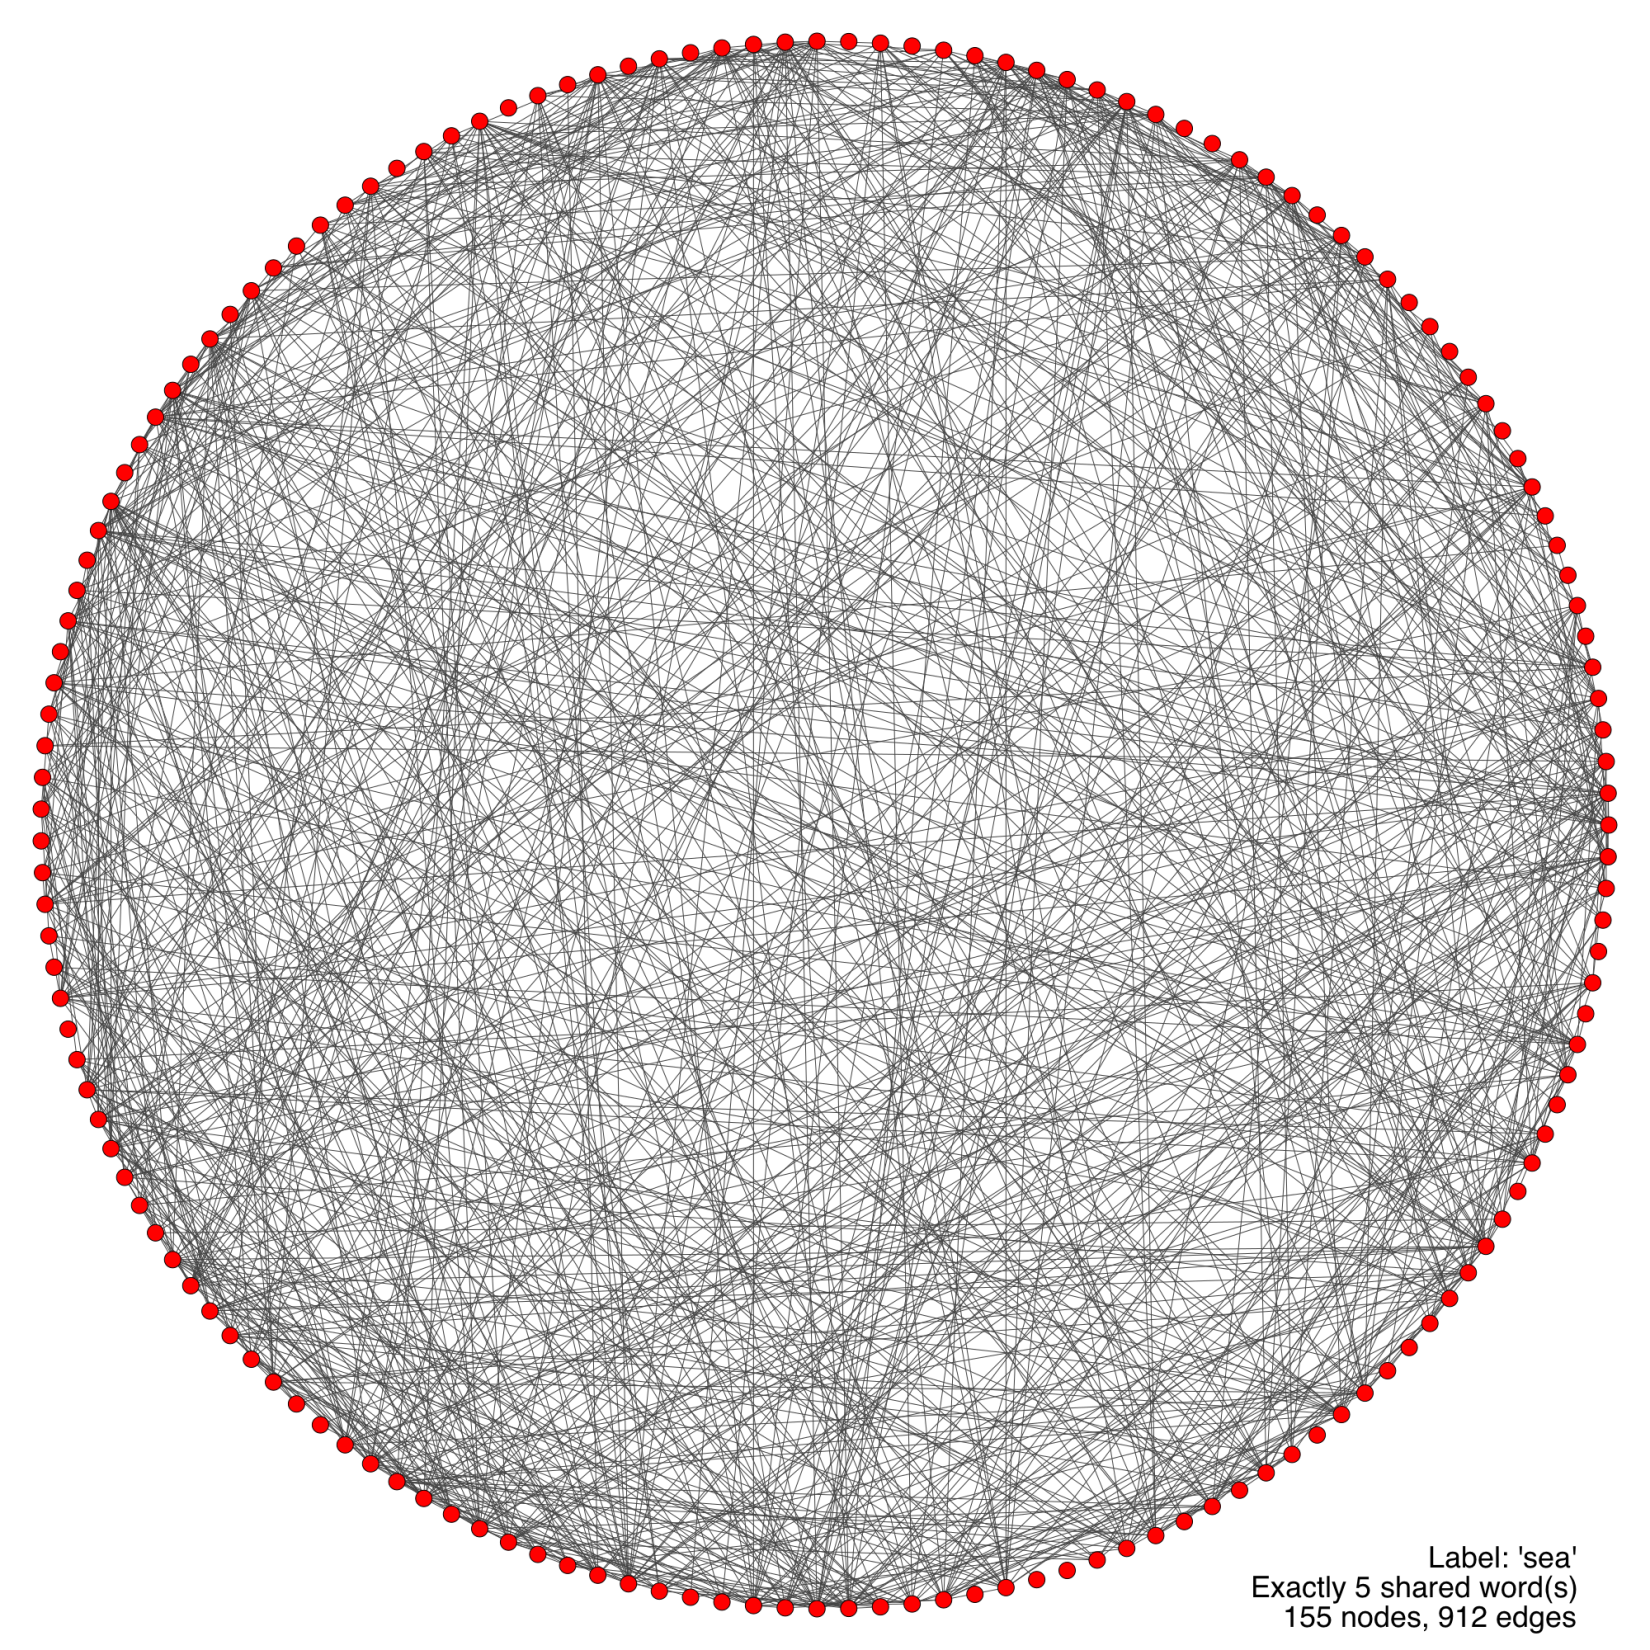 Label: 'sea'
Exactly 5 shared word(s)
155 nodes, 912 edges